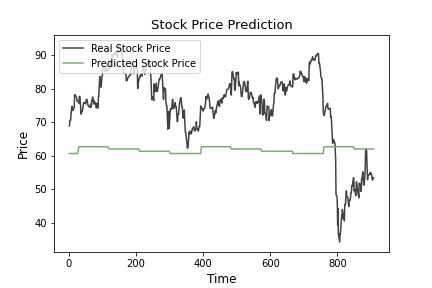 Stock Price Prediction
Real Stock Price
Predicted Stock Price
Price
90
80
70
60
50
40
0 200 400 600 800
Time